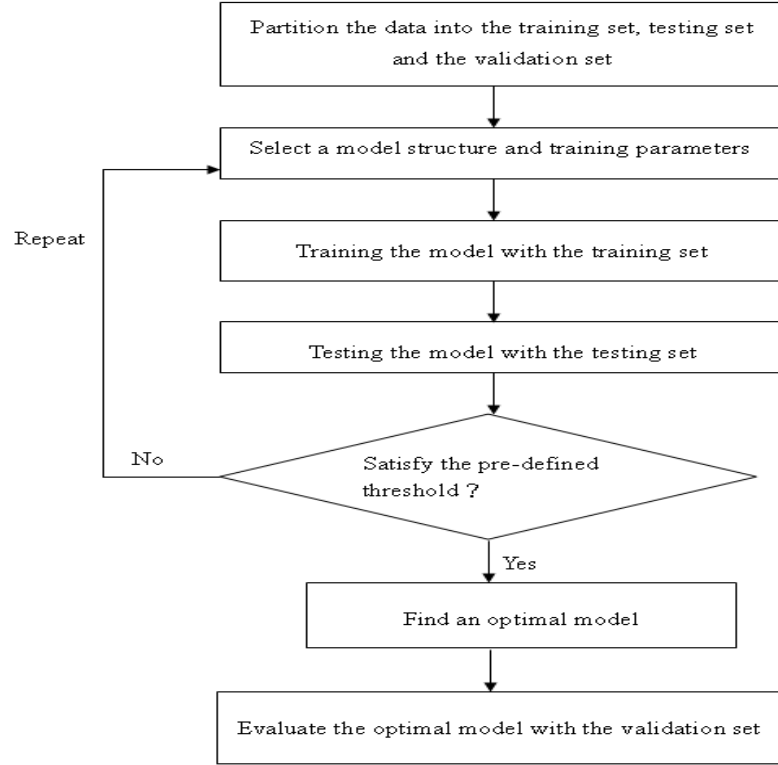 Partition the data into the training set, testing set
and the validation set
Select a model structure and training parameters
Repeat
Training the model with the training set
Testing the model with the testing set
No
Satisfy the pre-defined
threshold？
Yes
Find an optimal model
Evaluate the optimal model with the validation set